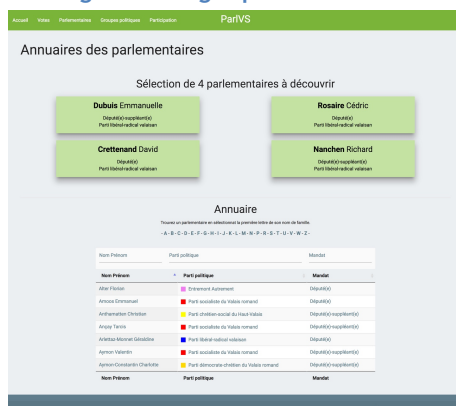 Accueil Votes Parlementaires Groupes politiques Participation ParlVS
Annuaires des parlementaires
Sélection de 4 parlementaires à découvrir
Dubuis Emmanuelle
Député(e)-suppléant(e)
Parti libéral-radical valaisan
Rosaire Cédric
Député(e)
Parti libéral-radical valaisan
Crettenand David
Député(e)
Parti libéral-radical valaisan
Nanchen Richard
Député(e)-suppléant(e)
Parti libéral-radical valaisan
Annuaire
Trouvez un parlementaire en sélectionnant la première lettre de son nom de famille.
- A - B - C - D - E - F - G - H - I - J - K - L - M - N - P - R - S - T - U - V - W - Z -
Nom Prénom Parti politique Mandat
Nom Prénom Parti politique Mandat
Alter Florian Entremont Autrement Député(e)
Amoos Emmanuel Parti socialiste du Valais romand Député(e)
Anthamatten Christian Parti chrétien-social du Haut-Valais Député(e)-suppléant(e)
Ançay Tarcis Parti socialiste du Valais romand Député(e)-suppléant(e)
Arlettaz-Monnet Géraldine Parti libéral-radical valaisan Député(e)
Aymon Valentin Parti socialiste du Valais romand Député(e)-suppléant(e)
Aymon-Constantin Charlotte Parti démocrate-chrétien du Valais romand Député(e)-suppléant(e)
Nom Prénom Parti politique Mandat